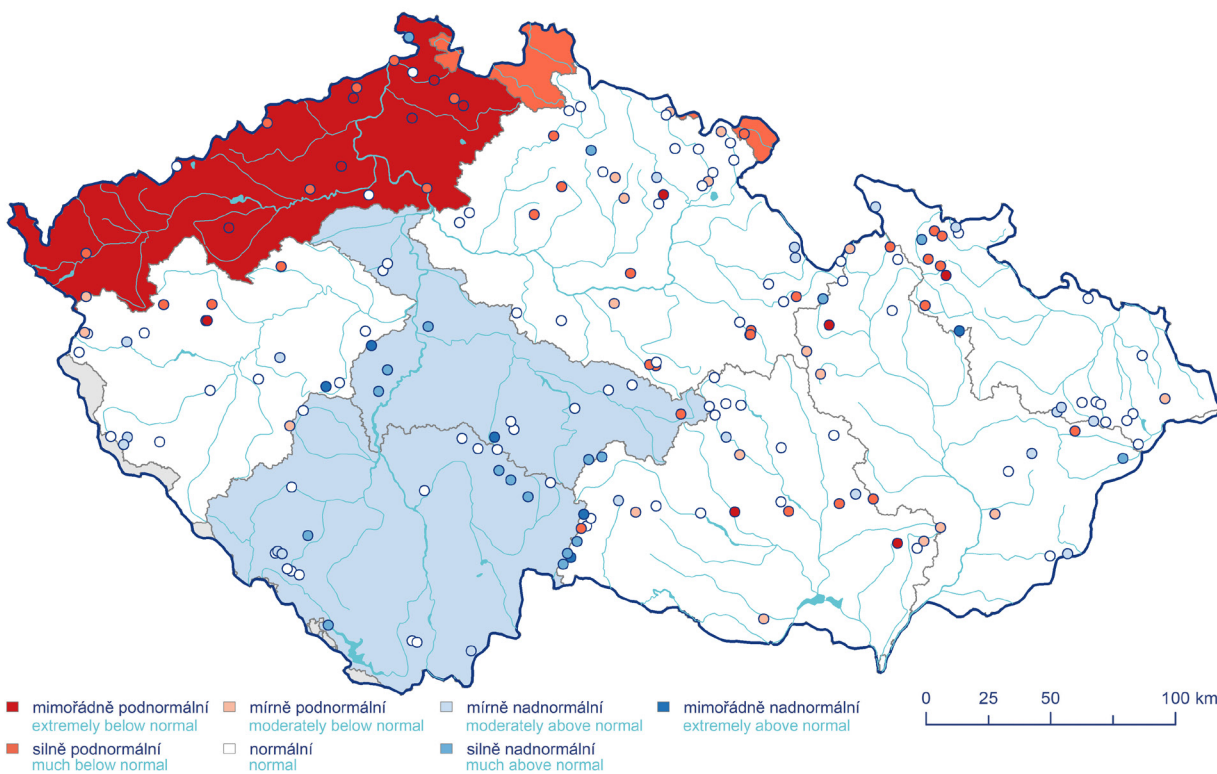 0 25 50 100 km
mimořádně podnormální
extremely below normal
mírně podnormální
moderately below normal
mírně nadnormální
moderately above normal
mimořádně nadnormální
extremely above normal
silně podnormální
much below normal
normální
normal
silně nadnormální
much above normal